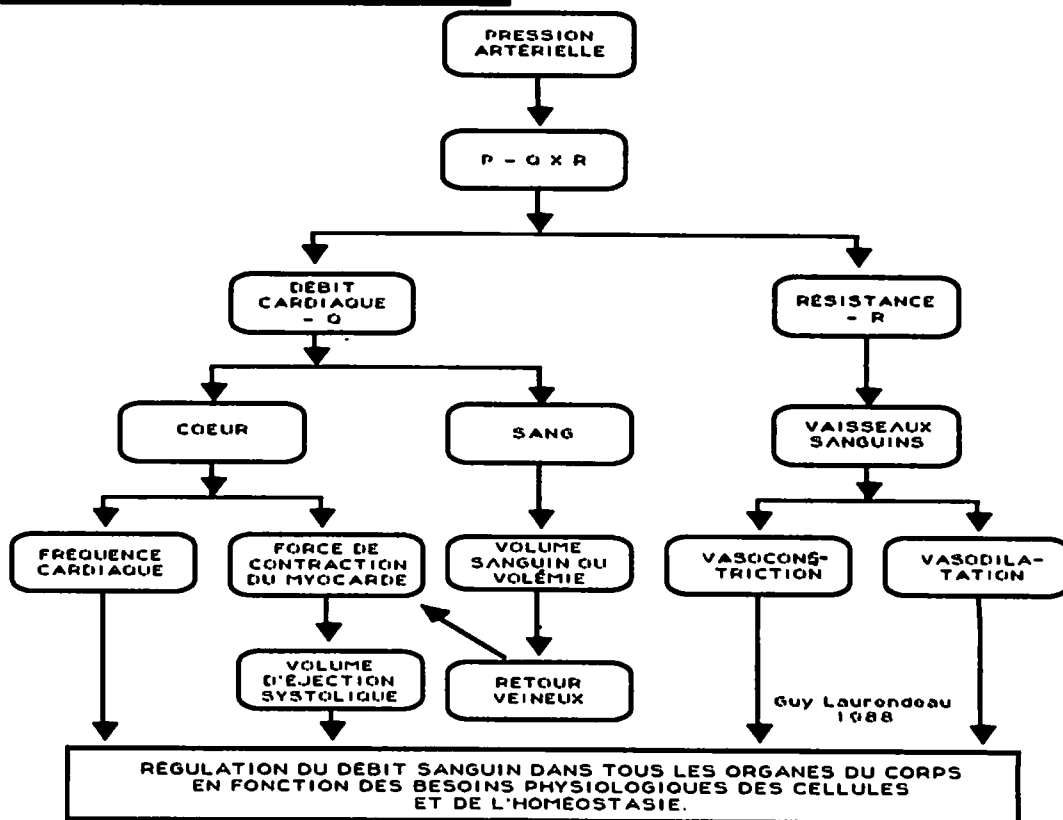 PRESSION
ARTÉRIELLE
P = Q X R
DÉBIT
CARDIAQUE
- Q
RÉSISTANCE
- R
COEUR
SANG
VAISSEAUX
SANGUINS
FRÉQUENCE
CARDIAQUE
FORCE DE
CONTRACTION
DU MYOCARDE
VOLUME
SANGUIN OU
VOLÉMIE
VASOCONS-
TRICTION
VASODILA-
TATION
VOLUME
D'ÉJECTION
SYSTOLIQUE
RETOUR
VEINEUX
Guy Laurendeau
1988
RÉGULATION DU DÉBIT SANGUIN DANS TOUS LES ORGANES DU CORPS
EN FONCTION DES BESOINS PHYSIOLOGIQUES DES CELLULES
ET DE L'HOMÉOSTASIE.